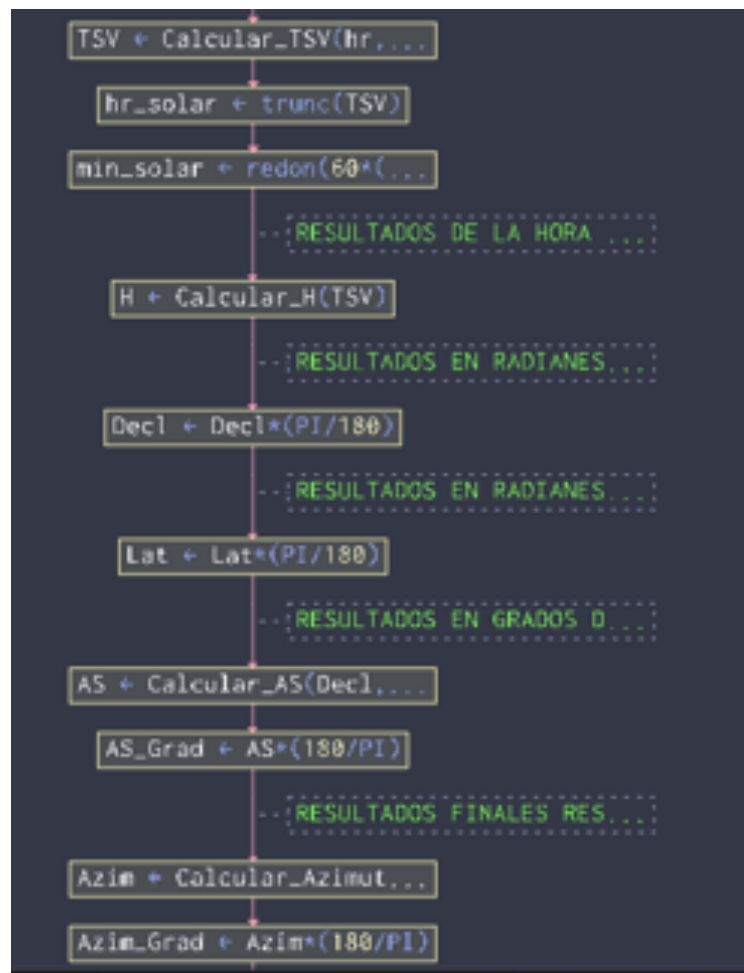 TSV ← Calcular_TSV(hr,...
hr_solar ← trunc(TSV)
min_solar ← redon(60*(...
RESULTADOS DE LA HORA ...
H ← Calcular_H(TSV)
RESULTADOS EN RADIANES...
Decl ← Decl*(PI/180)
RESULTADOS EN RADIANES...
Lat ← Lat*(PI/180)
RESULTADOS EN GRADOS D...
AS ← Calcular_AS(Decl,...
AS_Grad ← AS*(180/PI)
RESULTADOS FINALES RES...
Azim ← Calcular_Azimut...
Azim_Grad ← Azim*(180/PI)